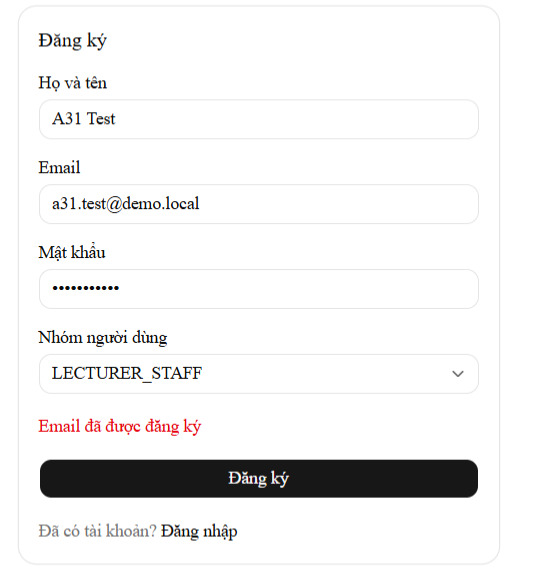 Đăng ký
Họ và tên
A31 Test
Email
a31.test@demo.local
Mật khẩu
•••••••••••
Nhóm người dùng
LECTURER_STAFF
Email đã được đăng ký
Đăng ký
Đã có tài khoản? Đăng nhập